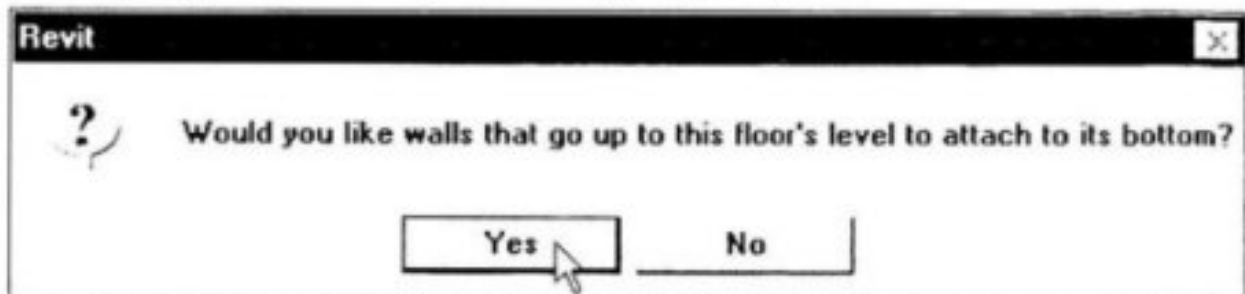 Revit
Would you like walls that go up to this floor's level to attach to its bottom?
Yes No